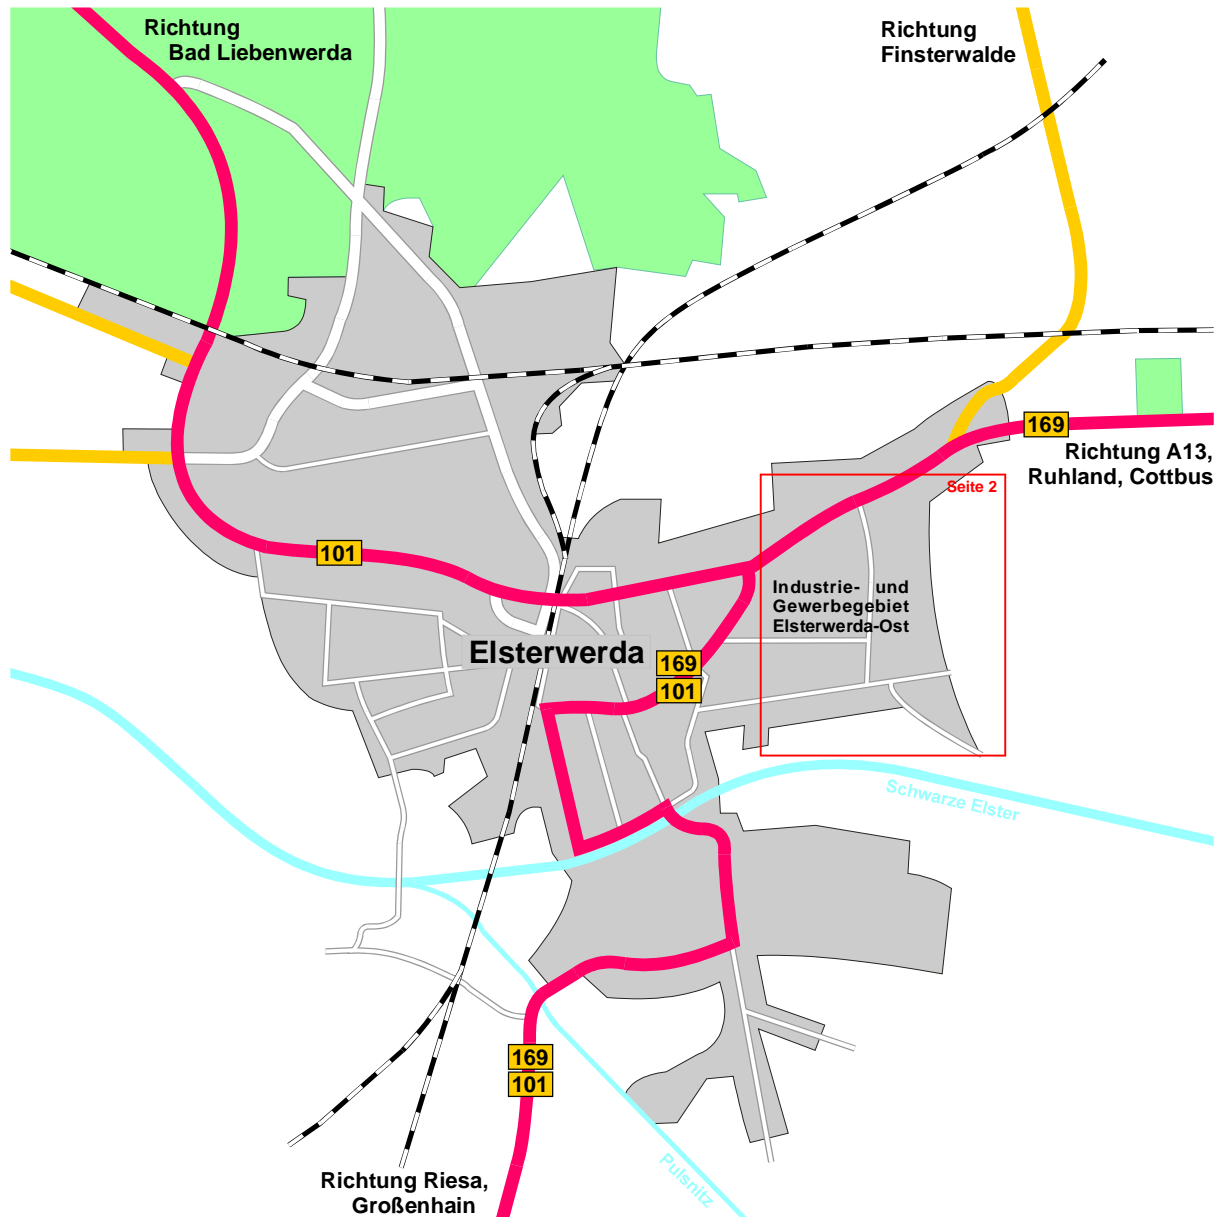 Richtung
Bad Liebenwerda
Richtung
Finsterwalde
169
Richtung A13,
Ruhland, Cottbus
Seite 2
101
Industrie- und
Gewerbegebiet
Elsterwerda-Ost
Elsterwerda
169
101
Schwarze Elster
169
101
Pulsnitz
Richtung Riesa,
Großenhain